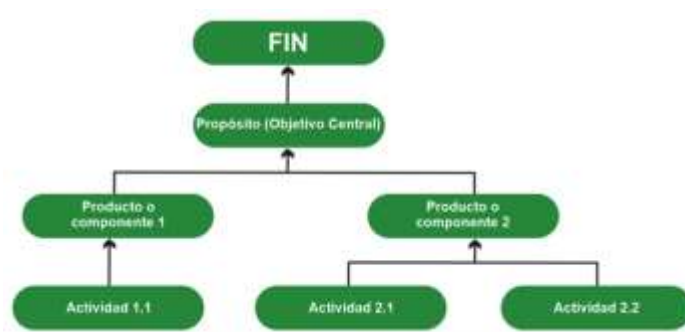 FIN
Propósito (Objetivo Central)
Producto o
componente 1
Producto o
componente 2
Actividad 1.1
Actividad 2.1
Actividad 2.2